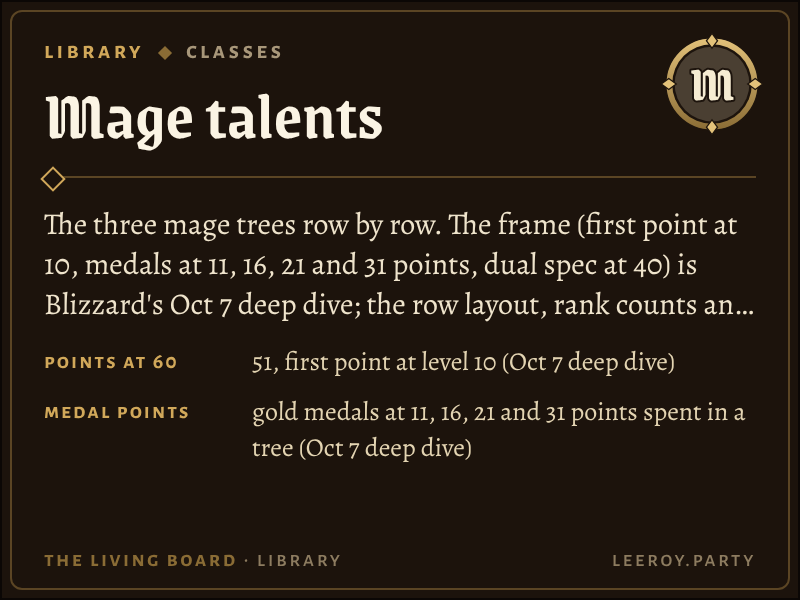 LIBRARY ◆ CLASSES
M
Mage talents
The three mage trees row by row. The frame (first point at
10, medals at 11, 16, 21 and 31 points, dual spec at 40) is
Blizzard's Oct 7 deep dive; the row layout, rank counts an…
POINTS AT 60 51, first point at level 10 (Oct 7 deep dive)
MEDAL POINTS gold medals at 11, 16, 21 and 31 points spent in a
tree (Oct 7 deep dive)
THE LIVING BOARD · LIBRARY LEEROY.PARTY